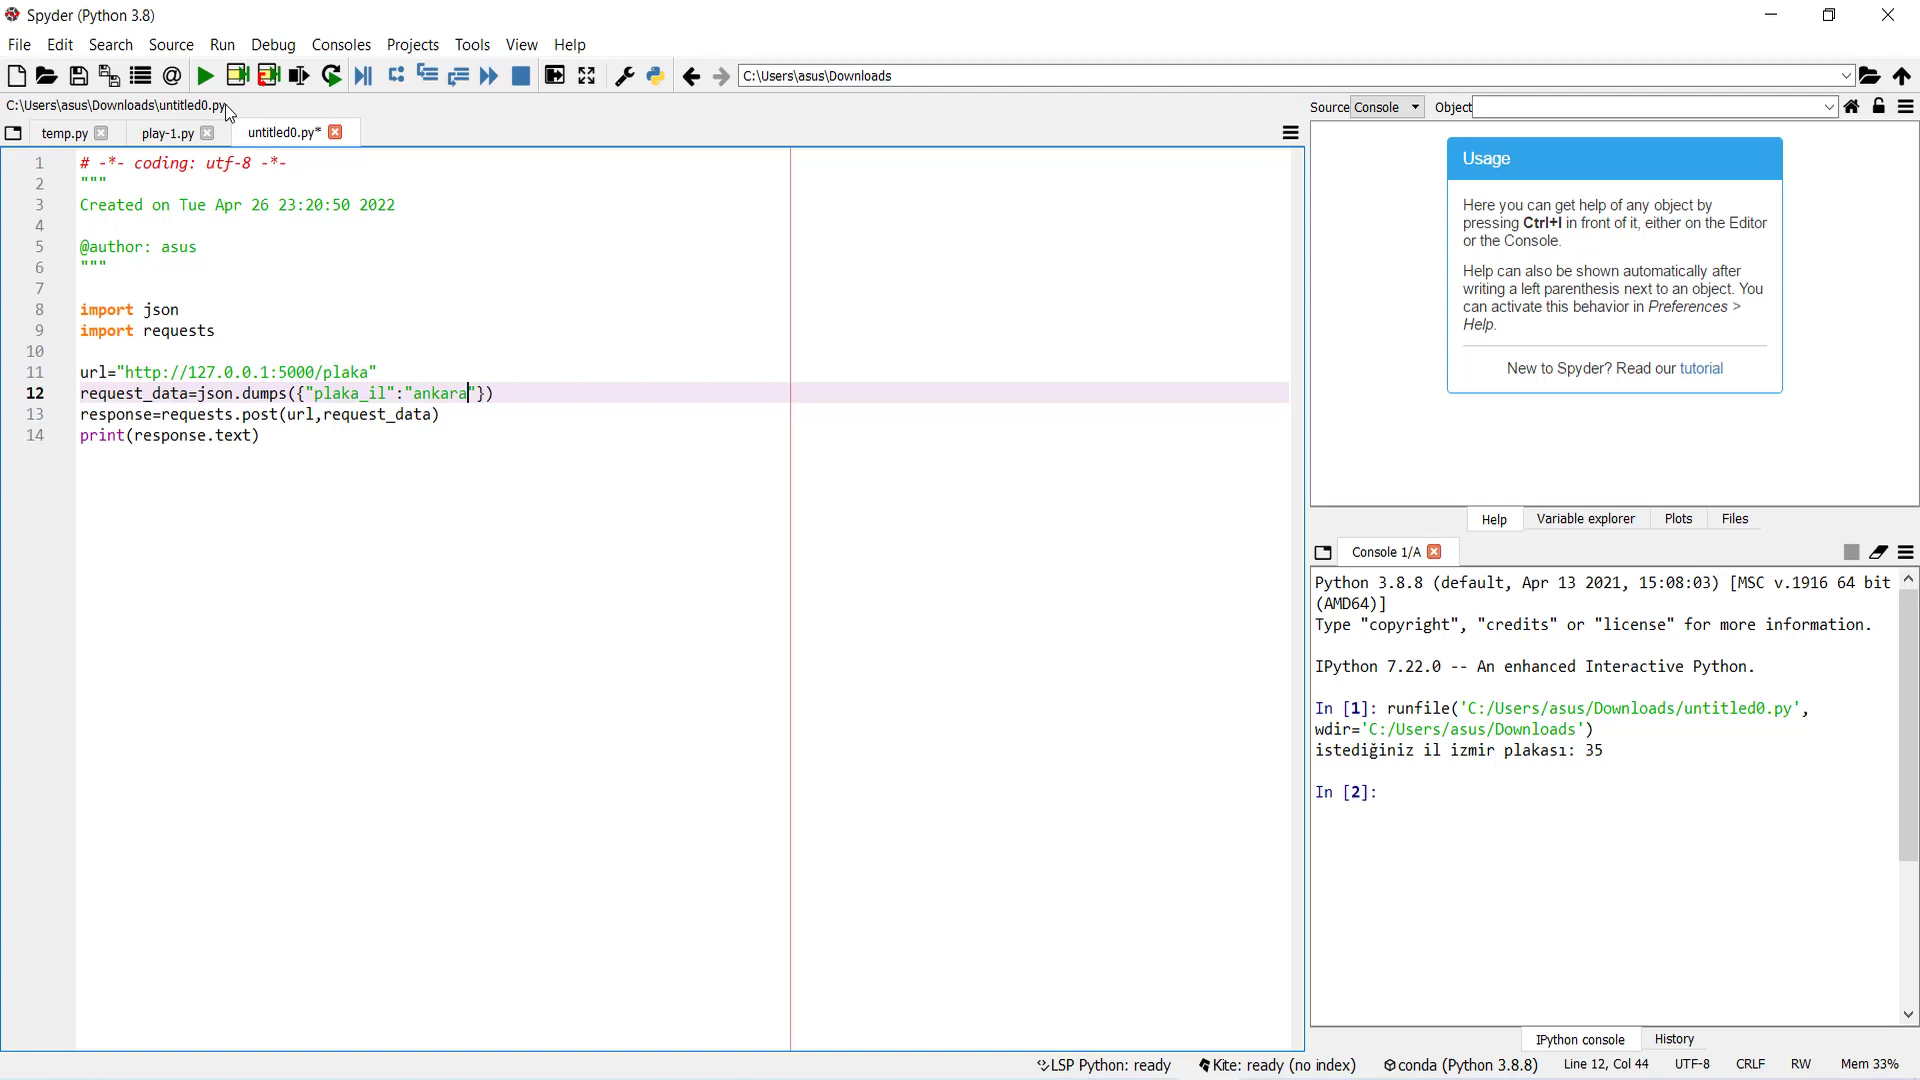 Spyder (Python 3.8)
File Edit Search Source Run Debug Consoles Projects Tools View Help
C:\Users\asus\Downloads
C:\Users\asus\Downloads\untitled0.py
temp.py play-1.py untitled0.py*
1 # -*- coding: utf-8 -*-
2 """
3 Created on Tue Apr 26 23:20:50 2022
4
5 @author: asus
6 """
7
8 import json
9 import requests
10
11 url="http://127.0.0.1:5000/plaka"
12 request_data=json.dumps({"plaka_il":"ankara"})
13 response=requests.post(url,request_data)
14 print(response.text)
Source Console Object
Usage
Here you can get help of any object by
pressing Ctrl+I in front of it, either on the Editor
or the Console.
Help can also be shown automatically after
writing a left parenthesis next to an object. You
can activate this behavior in Preferences >
Help.
New to Spyder? Read our tutorial
Help Variable explorer Plots Files
Console 1/A
Python 3.8.8 (default, Apr 13 2021, 15:08:03) [MSC v.1916 64 bit
(AMD64)]
Type "copyright", "credits" or "license" for more information.
IPython 7.22.0 -- An enhanced Interactive Python.
In [1]: runfile('C:/Users/asus/Downloads/untitled0.py',
wdir='C:/Users/asus/Downloads')
istediğiniz il izmir plakası: 35
In [2]:
IPython console History
LSP Python: ready Kite: ready (no index) conda (Python 3.8.8) Line 12, Col 44 UTF-8 CRLF RW Mem 33%